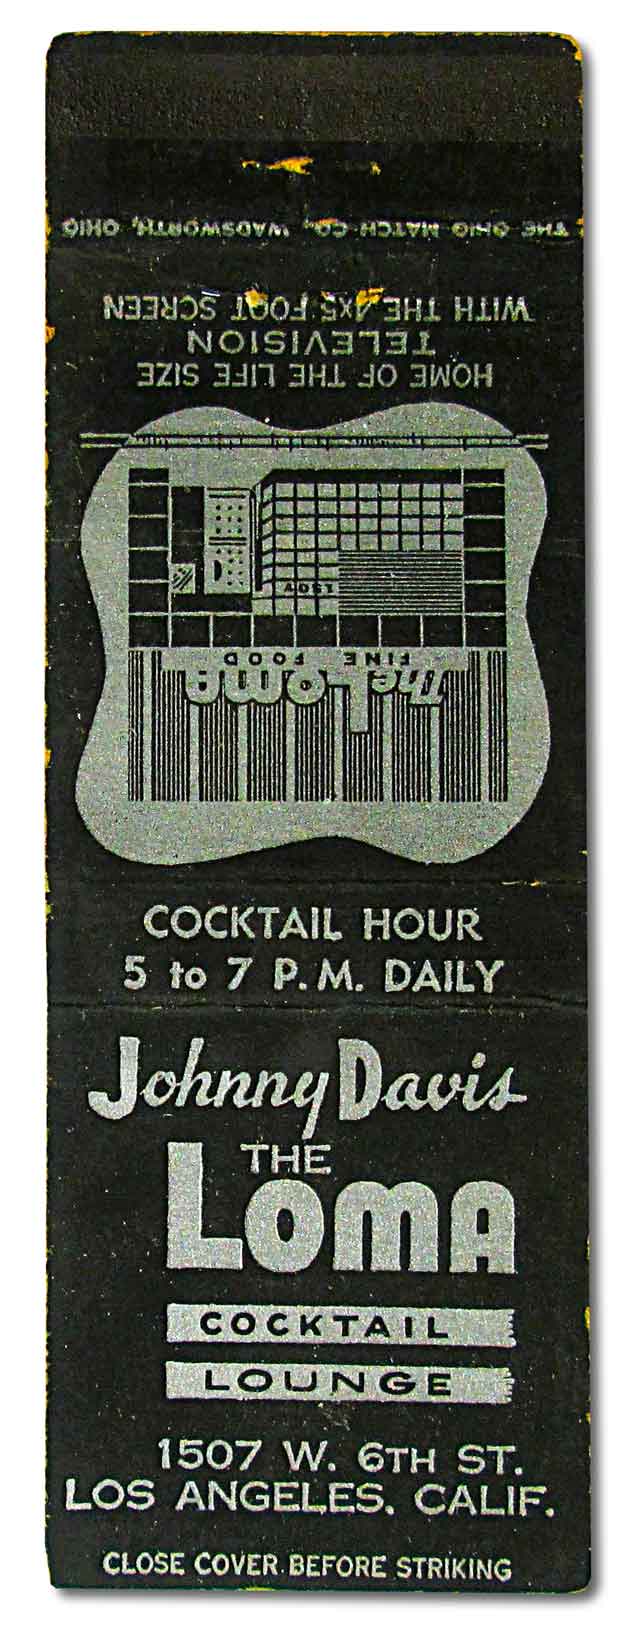 The Loma
FINE FOOD
1507
HOME OF THE LIFE SIZE
TELEVISION
WITH THE 4x5 FOOT SCREEN
THE OHIO MATCH CO., WADSWORTH, OHIO
COCKTAIL HOUR
5 to 7 P.M. DAILY
Johnny Davis
THE
LOMA
COCKTAIL
LOUNGE
1507 W. 6TH ST.
LOS ANGELES. CALIF.
CLOSE COVER BEFORE STRIKING